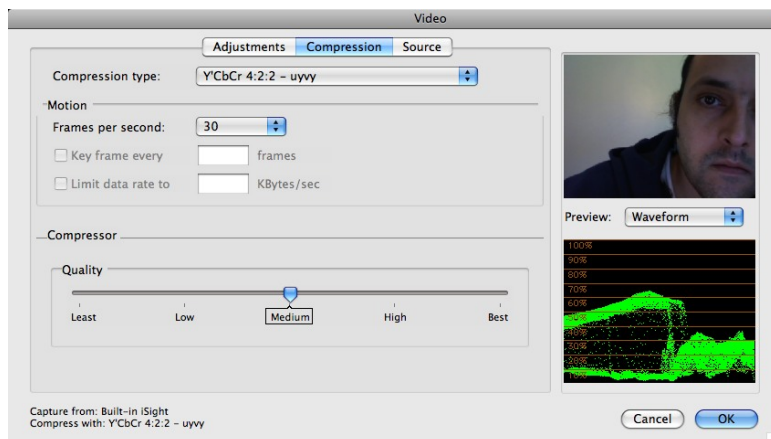 Video
Adjustments Compression Source
Compression type: Y'CbCr 4:2:2 – uyvy
Motion
Frames per second: 30
Key frame every frames
Limit data rate to KBytes/sec
Preview: Waveform
Compressor
Quality
Least Low Medium High Best
100%
90%
80%
70%
60%
30%
10%
Capture from: Built-in iSight
Compress with: Y'CbCr 4:2:2 – uyvy
Cancel OK